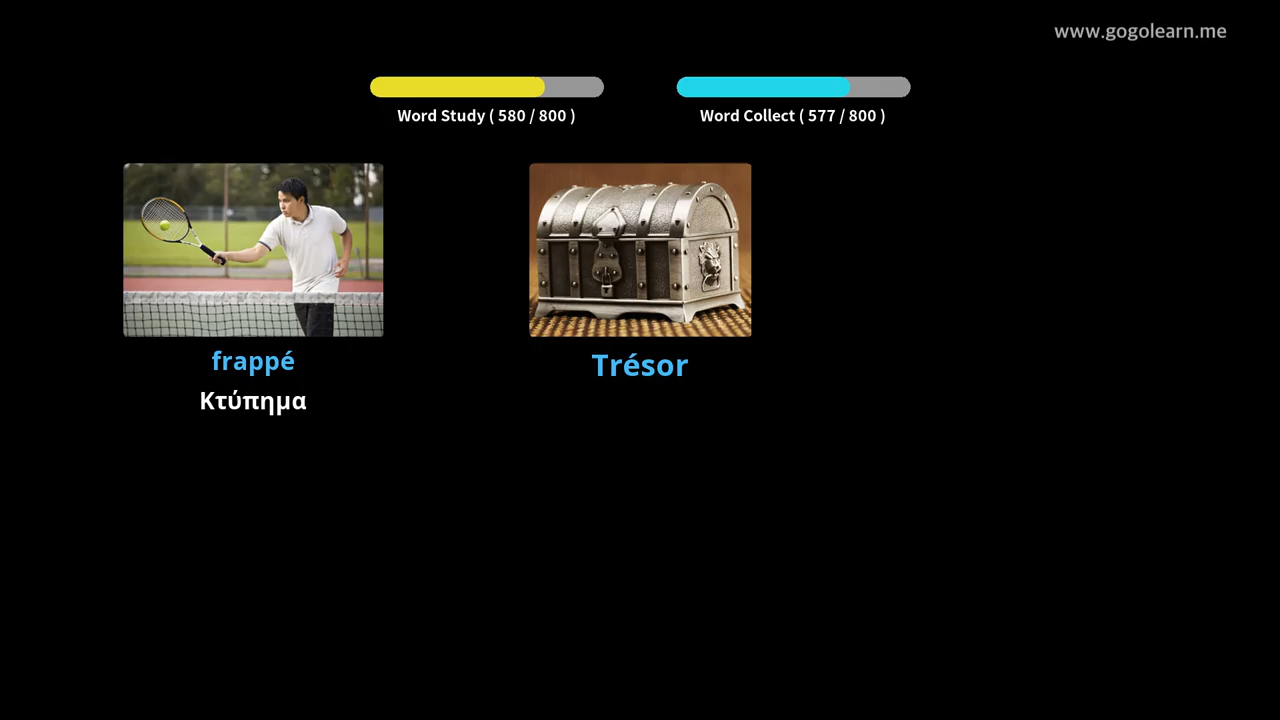 www.gogolearn.me
Word Study ( 580 / 800 )
Word Collect ( 577 / 800 )
frappé
Κτύπημα
Trésor